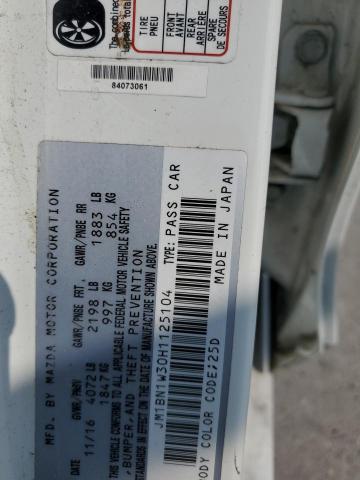 The combined
TIRE
PNEU
FRONT
AVANT
REAR
ARRIÈRE
SPARE
DE SECOURS
84073061
MFD. BY MAZDA MOTOR CORPORATION
GVWR/PNBV GAWR/PNBE FRT. GAWR/PNBE RR
11/16 4072 LB 2198 LB 1883 LB
1847 KG 997 KG 854 KG
THIS VEHICLE CONFORMS TO ALL APPLICABLE FEDERAL MOTOR VEHICLE SAFETY
, BUMPER, AND THEFT PREVENTION
STANDARDS IN EFFECT ON THE DATE OF MANUFACTURE SHOWN ABOVE.
JM1BN1W30H1125104 TYPE: PASS CAR
BODY COLOR CODE;25D MADE IN JAPAN